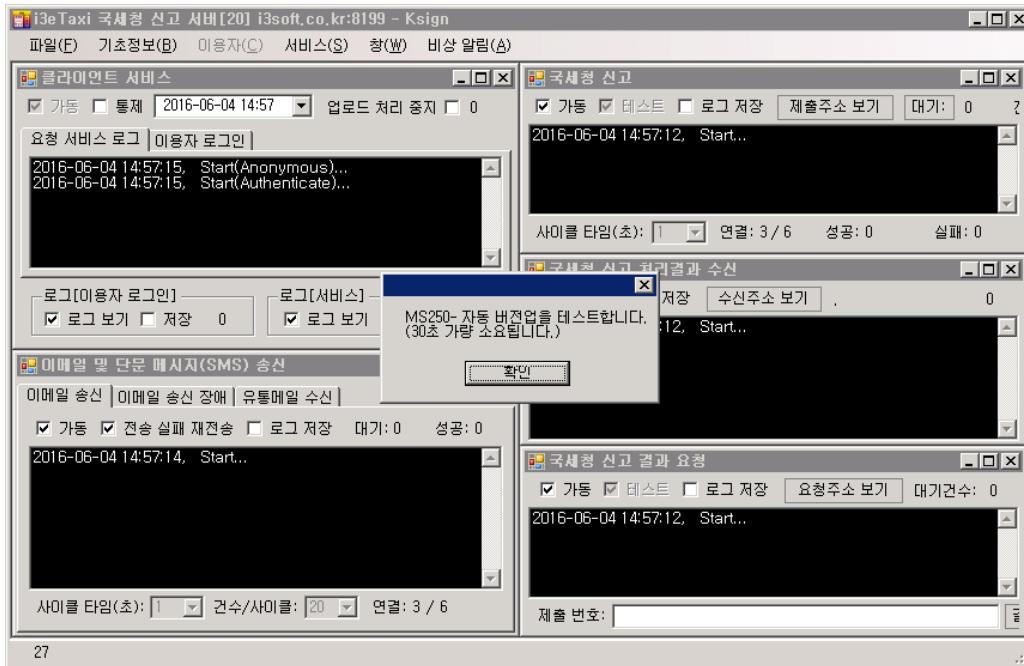 i3eTaxi 국세청 신고 서버[20] i3soft.co.kr:8199 - Ksign
파일(F) 기초정보(B) 이용자(C) 서비스(S) 창(W) 비상 알림(A)
클라이언트 서비스
가동 통제 2016-06-04 14:57 업로드 처리 중지 0
요청 서비스 로그 이용자 로그인
2016-06-04 14:57:15, Start(Anonymous)...
2016-06-04 14:57:15, Start(Authenticate)...
로그[이용자 로그인] 로그[서비스]
로그 보기 저장 0 로그 보기
국세청 신고
가동 테스트 로그 저장 제출주소 보기 대기: 0
2016-06-04 14:57:12, Start...
사이클 타임(초): 1 연결: 3 / 6 성공: 0 실패: 0
국세청 신고 처리결과 수신
저장 수신주소 보기 . 0
:12, Start...
MS250- 자동 버전업을 테스트합니다.
(30초 가량 소요됩니다.)
확인
이메일 및 단문 메시지(SMS) 송신
이메일 송신 이메일 송신 장애 유통메일 수신
가동 전송 실패 재전송 로그 저장 대기: 0 성공: 0
2016-06-04 14:57:14, Start...
사이클 타임(초): 1 건수/사이클: 20 연결: 3 / 6
국세청 신고 결과 요청
가동 테스트 로그 저장 요청주소 보기 대기건수: 0
2016-06-04 14:57:12, Start...
제출 번호:
27